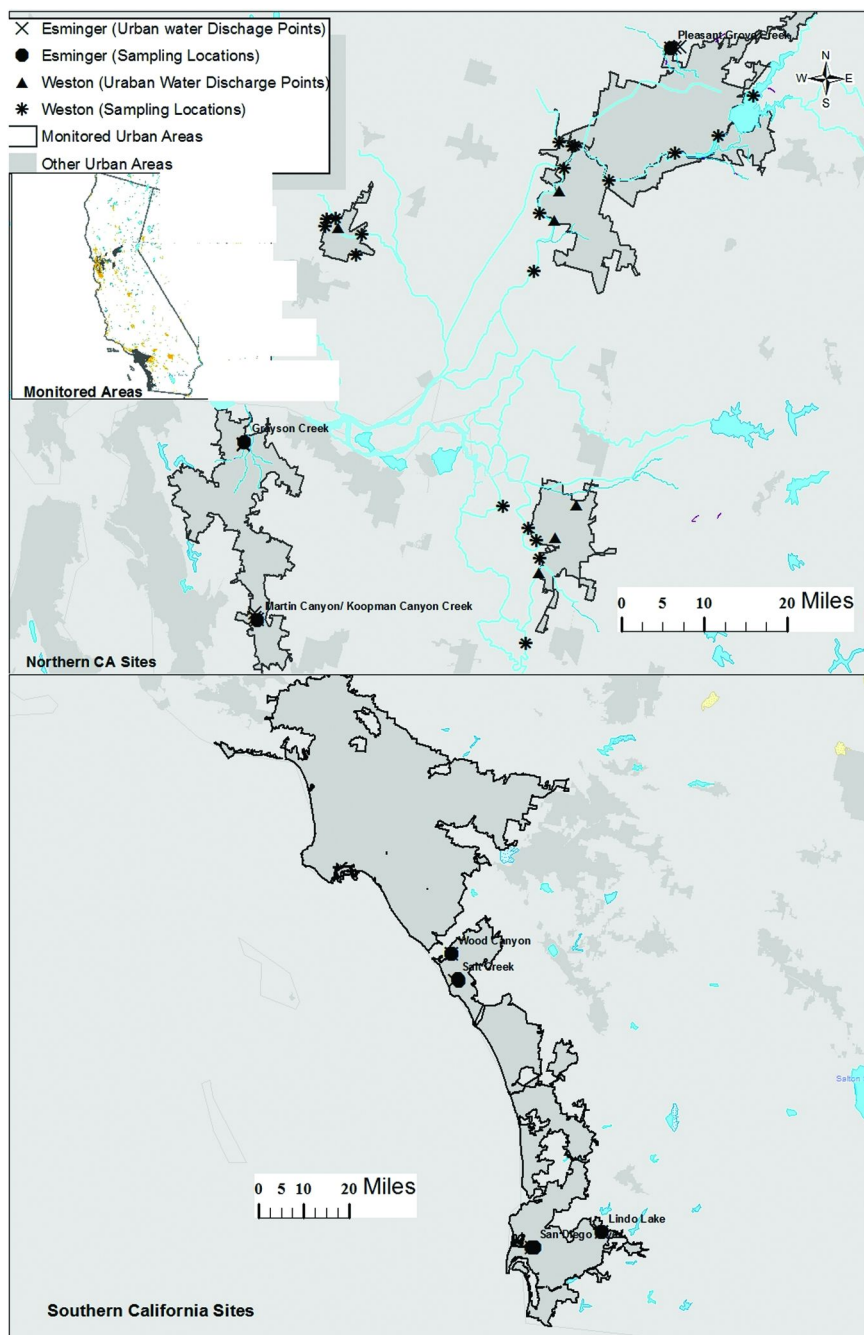 Esminger (Urban water Dischage Points)
Esminger (Sampling Locations)
Weston (Uraban Water Discharge Points)
Weston (Sampling Locations)
Monitored Urban Areas
Other Urban Areas
Pleasant Grove Creek
N
W E
S
Monitored Areas
Grayson Creek
Martin Canyon/ Koopman Canyon Creek
0 5 10 20 Miles
Northern CA Sites
Wood Canyon
Salt Creek
Salton
0 5 10 20 Miles
Lindo Lake
San Diego River
Southern California Sites